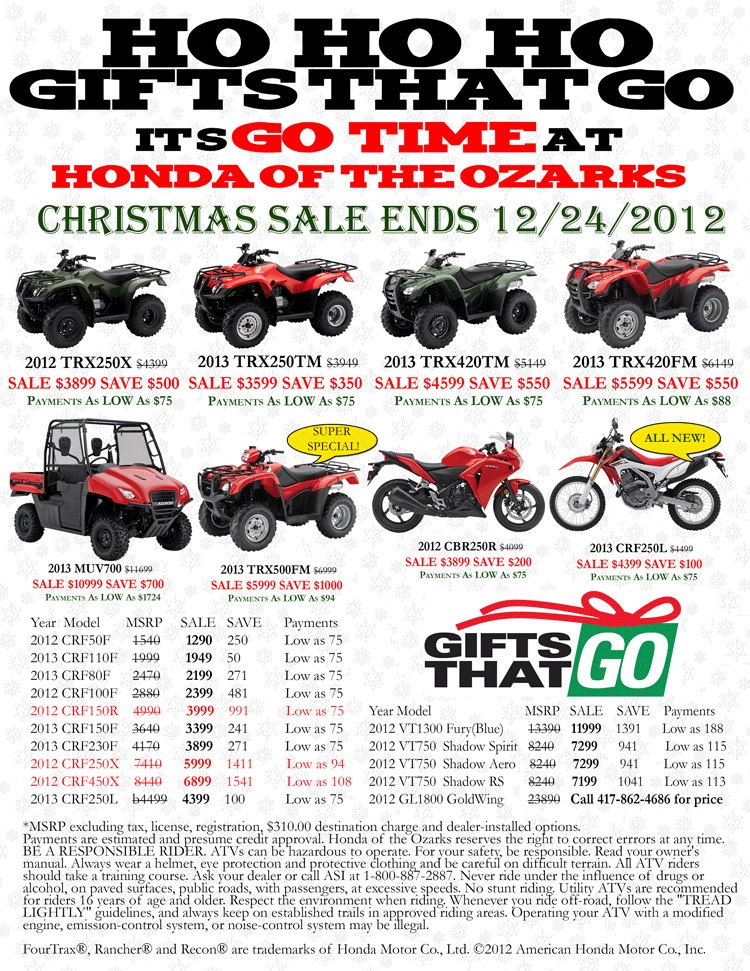 HO HO HO
GIFTS THAT GO
ITS GO TIME AT
HONDA OF THE OZARKS
CHRISTMAS SALE ENDS 12/24/2012
2012 TRX250X $4399
SALE $3899 SAVE $500
PAYMENTS AS LOW AS $75
2013 TRX250TM $3949
SALE $3599 SAVE $350
PAYMENTS AS LOW AS $75
2013 TRX420TM $5149
SALE $4599 SAVE $550
PAYMENTS AS LOW AS $75
2013 TRX420FM $6149
SALE $5599 SAVE $550
PAYMENTS AS LOW AS $88
2013 MUV700 $11699
SALE $10999 SAVE $700
PAYMENTS AS LOW AS $1724
SUPER
SPECIAL!
2013 TRX500FM $6999
SALE $5999 SAVE $1000
PAYMENTS AS LOW AS $94
2012 CBR250R $4099
SALE $3899 SAVE $200
PAYMENTS AS LOW AS $75
ALL NEW!
2013 CRF250L $4499
SALE $4399 SAVE $100
PAYMENTS AS LOW AS $75
Year Model MSRP SALE SAVE Payments
2012 CRF50F 1540 1290 250 Low as 75
2013 CRF110F 1999 1949 50 Low as 75
2013 CRF80F 2470 2199 271 Low as 75
2012 CRF100F 2880 2399 481 Low as 75
2012 CRF150R 4990 3999 991 Low as 75
2013 CRF150F 3640 3399 241 Low as 75
2013 CRF230F 4170 3899 271 Low as 75
2012 CRF250X 7410 5999 1411 Low as 94
2012 CRF450X 8440 6899 1541 Low as 108
2013 CRF250L b4499 4399 100 Low as 75
GIFTS
THAT GO
Year Model MSRP SALE SAVE Payments
2012 VT1300 Fury(Blue) 13390 11999 1391 Low as 188
2012 VT750 Shadow Spirit 8240 7299 941 Low as 115
2012 VT750 Shadow Aero 8240 7299 941 Low as 115
2012 VT750 Shadow RS 8240 7199 1041 Low as 113
2012 GL1800 GoldWing 23890 Call 417-862-4686 for price
*MSRP excluding tax, license, registration, $310.00 destination charge and dealer-installed options.
Payments are estimated and presume credit approval. Honda of the Ozarks reserves the right to correct errrors at any time.
BE A RESPONSIBLE RIDER. ATVs can be hazardous to operate. For your safety, be responsible. Read your owner's
manual. Always wear a helmet, eye protection and protective clothing and be careful on difficult terrain. All ATV riders
should take a training course. Ask your dealer or call ASI at 1-800-887-2887. Never ride under the influence of drugs or
alcohol, on paved surfaces, public roads, with passengers, at excessive speeds. No stunt riding. Utility ATVs are recommended
for riders 16 years of age and older. Respect the environment when riding. Whenever you ride off-road, follow the "TREAD
LIGHTLY" guidelines, and always keep on established trails in approved riding areas. Operating your ATV with a modified
engine, emission-control system, or noise-control system may be illegal.
FourTrax®, Rancher® and Recon® are trademarks of Honda Motor Co., Ltd. ©2012 American Honda Motor Co., Inc.